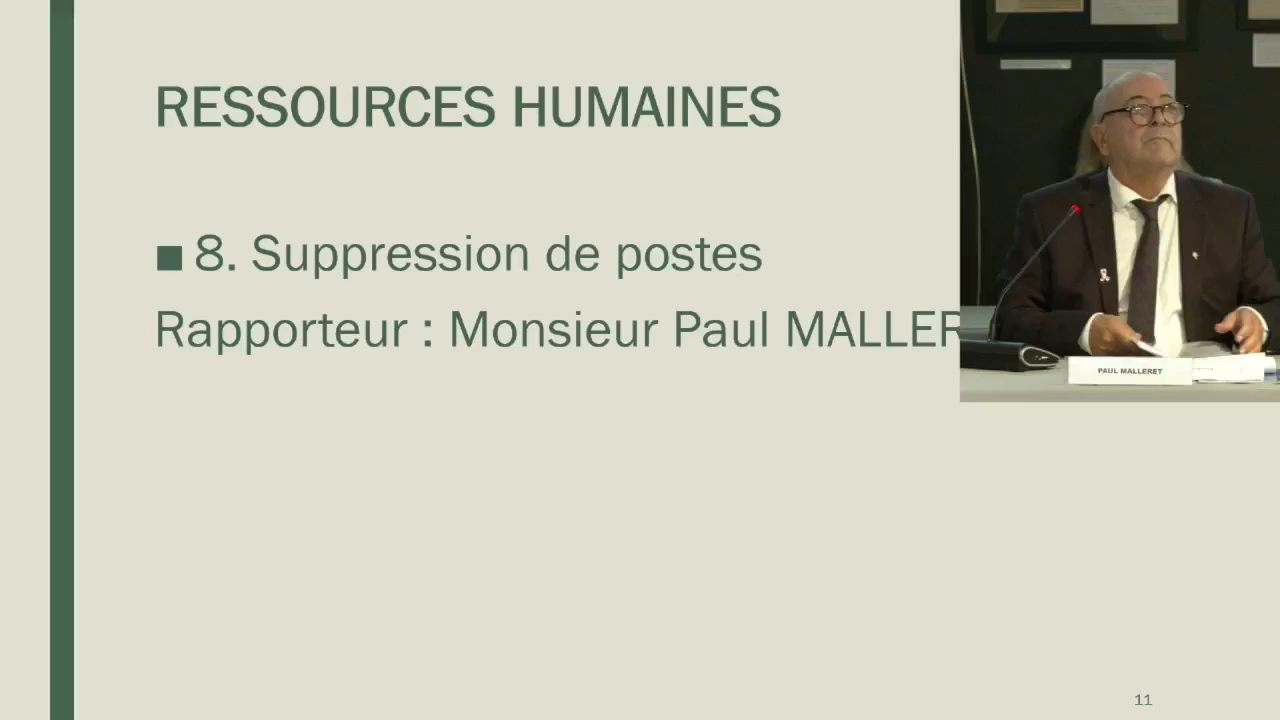 RESSOURCES HUMAINES
■ 8. Suppression de postes
Rapporteur : Monsieur Paul MALLER
PAUL MALLERET
11